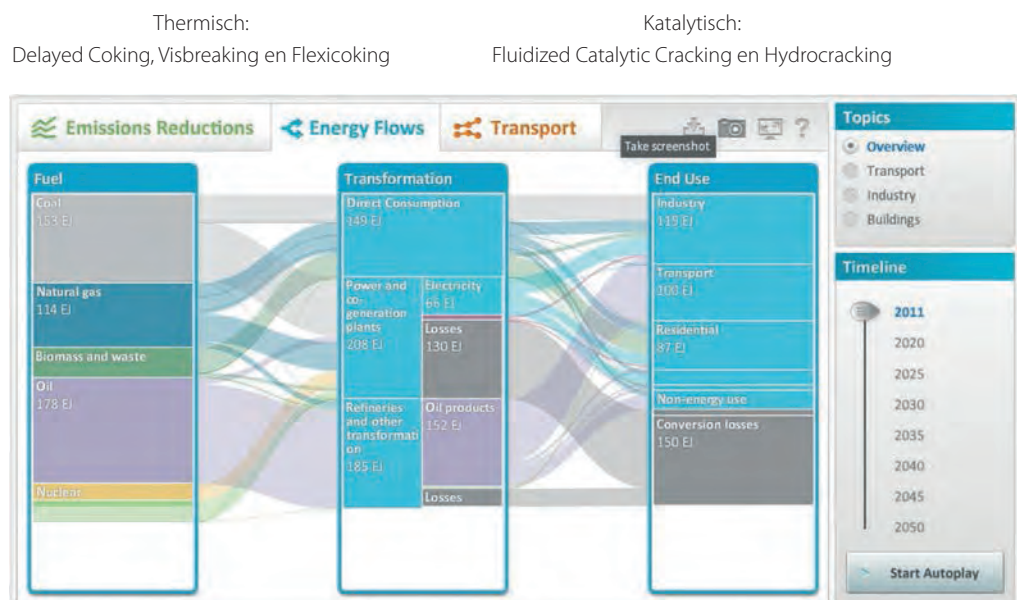 Thermisch:
Delayed Coking, Visbreaking en Flexicoking
Katalytisch:
Fluidized Catalytic Cracking en Hydrocracking
Emissions Reductions
Energy Flows
Transport
?
Take screenshot
Fuel
Coal
153 EJ
Natural gas
114 EJ
Biomass and waste
Oil
178 EJ
Nuclear
Transformation
Direct Consumption
149 EJ
Power and
co-
generation
plants
208 EJ
Electricity
66 EJ
Losses
130 EJ
Refineries
and other
transformati
on
185 EJ
Oil products
152 EJ
Losses
End Use
Industry
115 EJ
Transport
100 EJ
Residential
87 EJ
Non-energy use
Conversion losses
150 EJ
Topics
Overview
Transport
Industry
Buildings
Timeline
2011
2020
2025
2030
2035
2040
2045
2050
> Start Autoplay